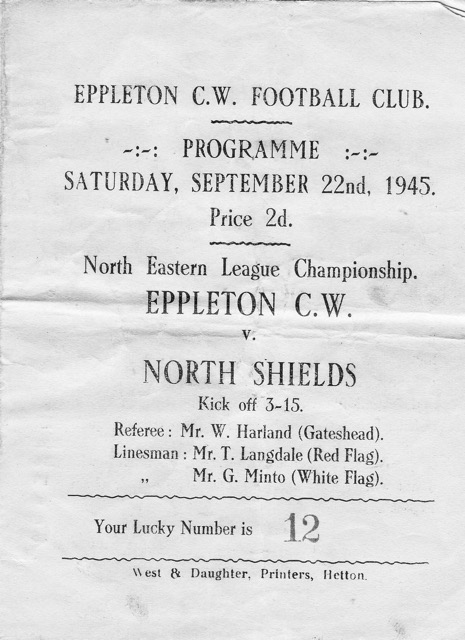 EPPLETON C.W. FOOTBALL CLUB.
-:-: PROGRAMME :-:-
SATURDAY, SEPTEMBER 22nd, 1945.
Price 2d.
North Eastern League Championship.
EPPLETON C.W.
v.
NORTH SHIELDS
Kick off 3-15.
Referee : Mr. W. Harland (Gateshead).
Linesman : Mr. T. Langdale (Red Flag).
„ Mr. G. Minto (White Flag).
Your Lucky Number is 12
West & Daughter, Printers, Hetton.